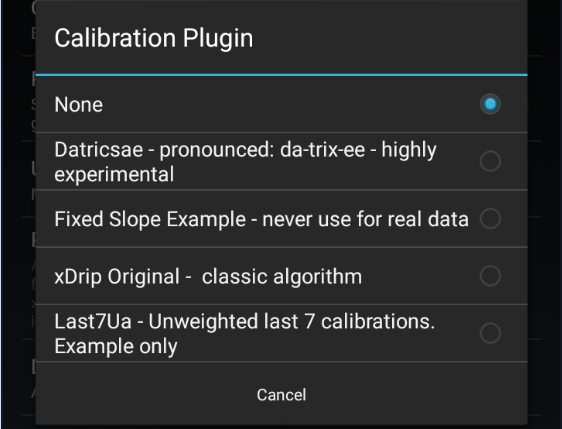 Calibration Plugin
None
Datricsae - pronounced: da-trix-ee - highly
experimental
Fixed Slope Example - never use for real data
xDrip Original -  classic algorithm
Last7Ua - Unweighted last 7 calibrations.
Example only
Cancel